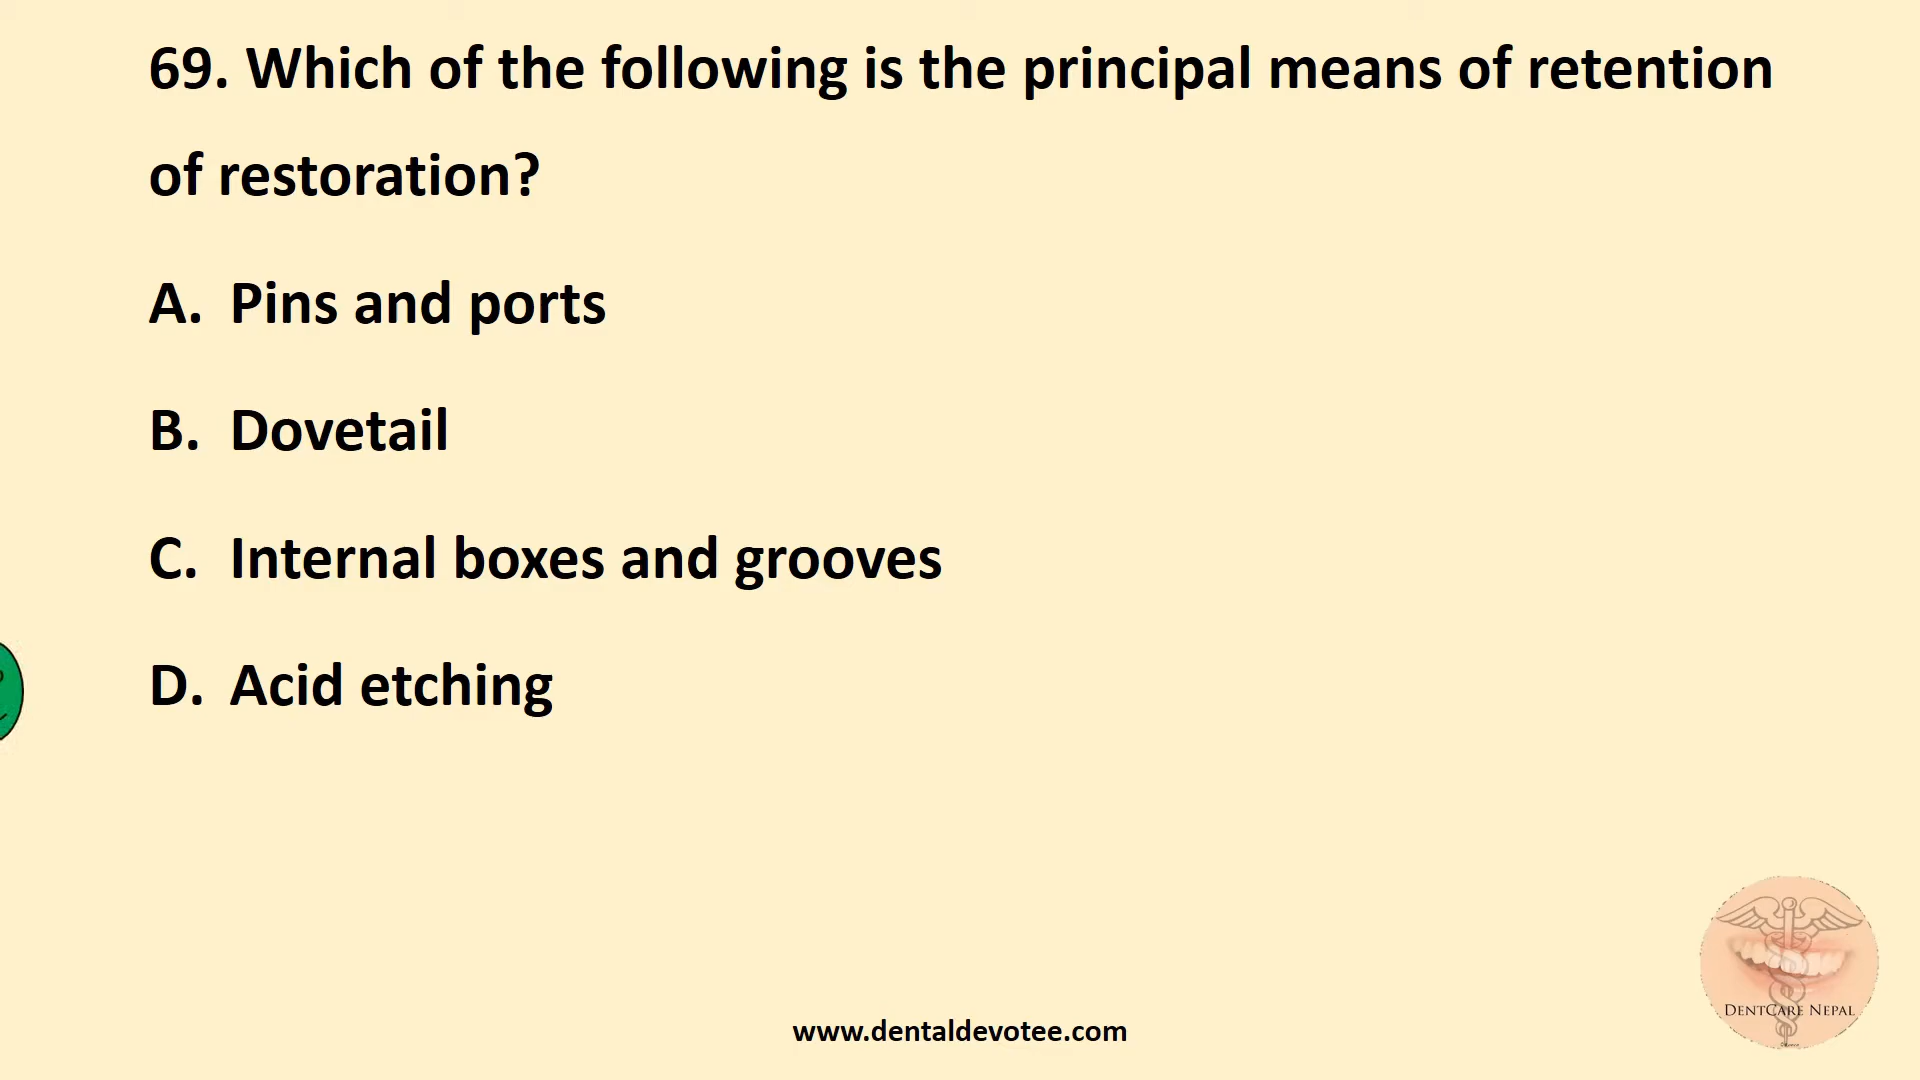 69. Which of the following is the principal means of retention
of restoration?
A. Pins and ports
B. Dovetail
C. Internal boxes and grooves
D. Acid etching
DENTCARE NEPAL
www.dentaldevotee.com